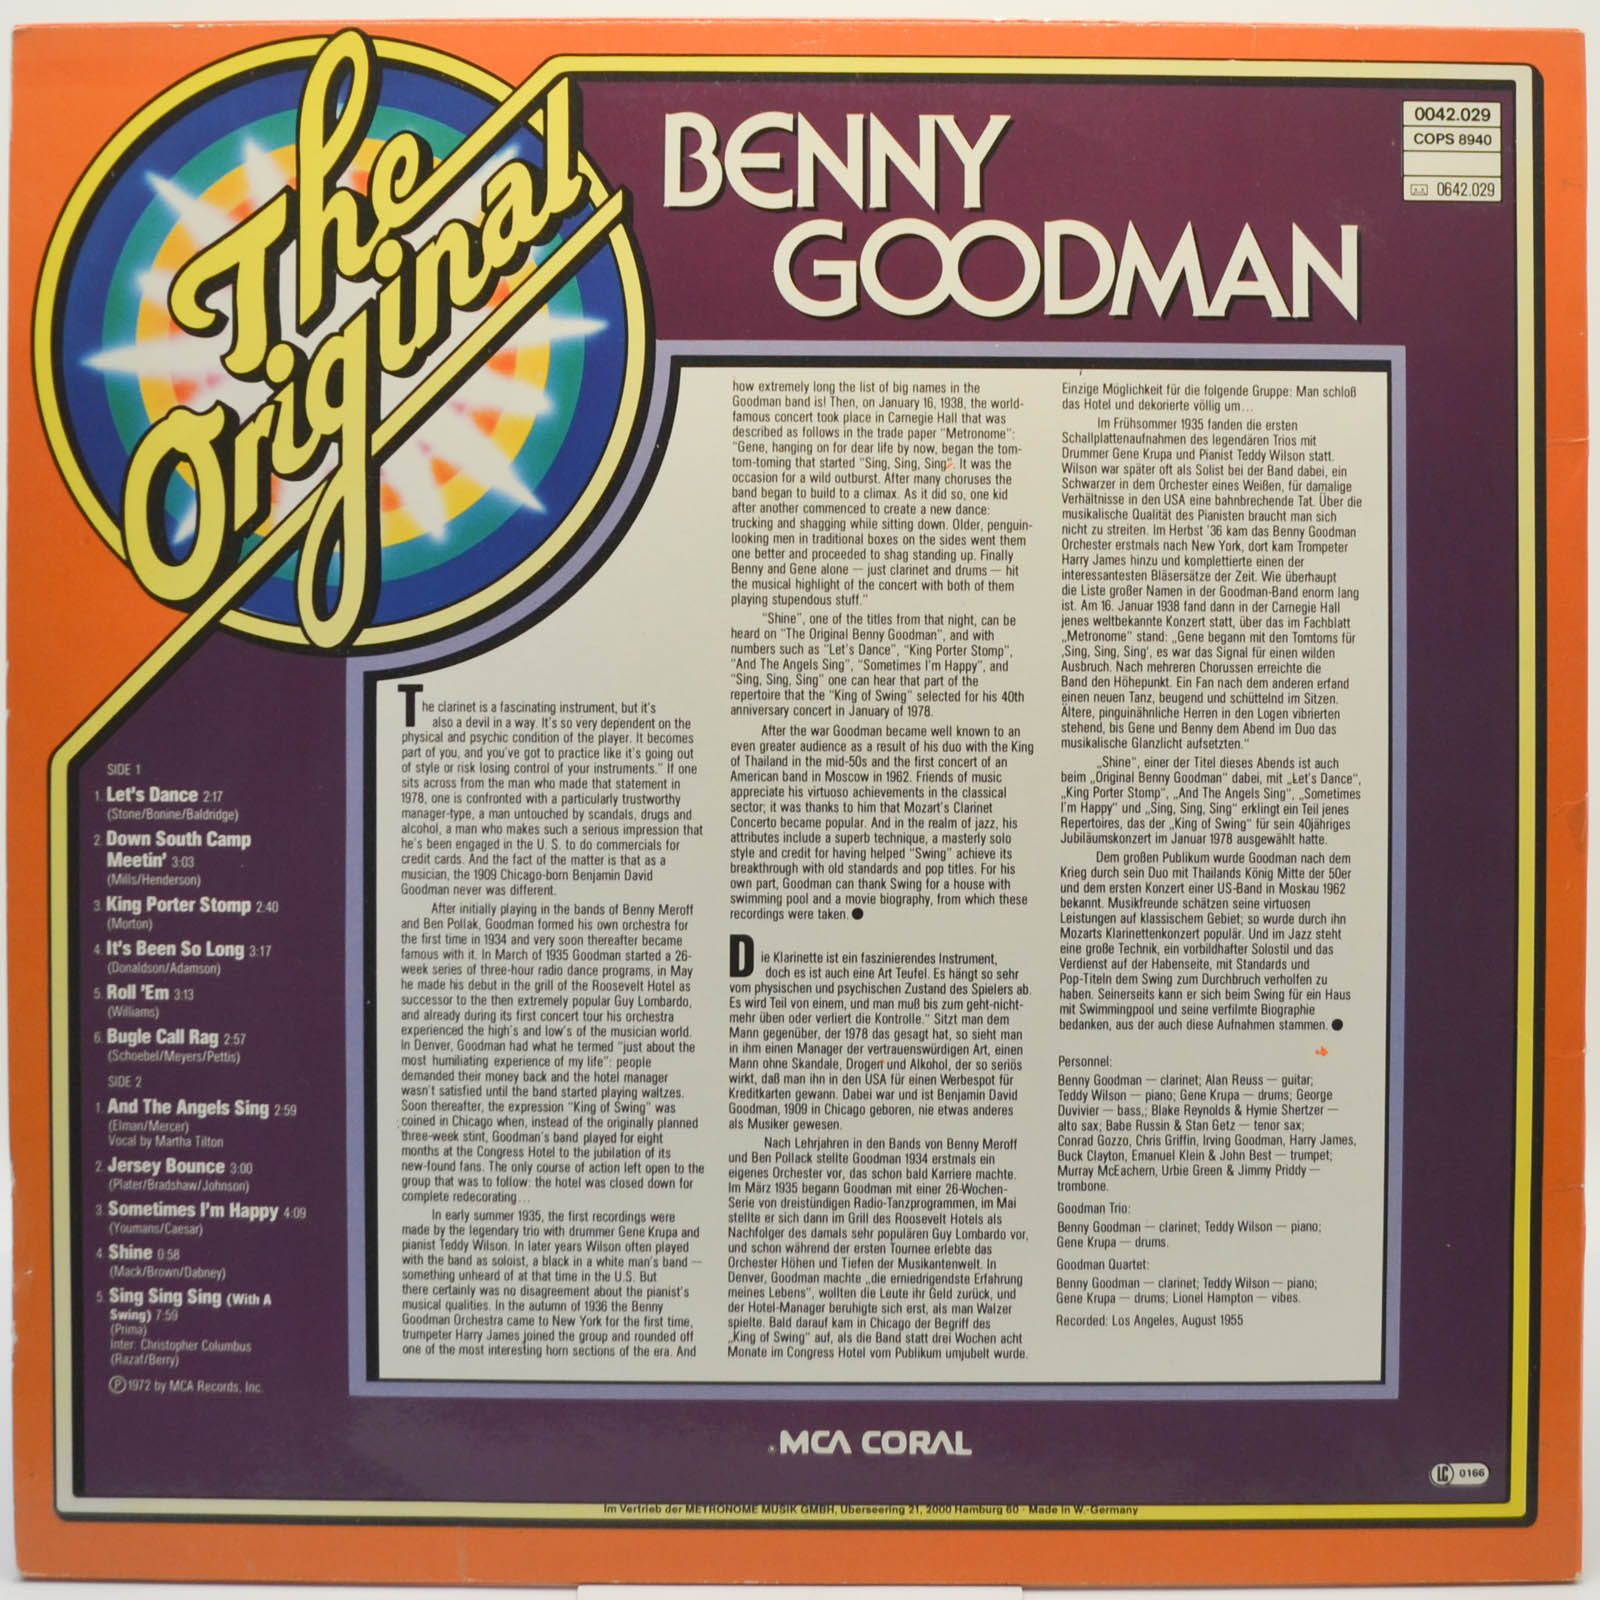 The
Original
BENNY
GOODMAN
0042.029
COPS 8940
0642.029
SIDE 1
1. Let's Dance 2:17
(Stone/Bonine/Baldridge)
2. Down South Camp
Meetin' 3:03
(Mills/Henderson)
3. King Porter Stomp 2:40
(Morton)
4. It's Been So Long 3:17
(Donaldson/Adamson)
5. Roll 'Em 3:13
(Williams)
6. Bugle Call Rag 2:57
(Schoebel/Meyers/Pettis)
SIDE 2
1. And The Angels Sing 2:59
(Elman/Mercer)
Vocal by Martha Tilton
2. Jersey Bounce 3:00
(Plater/Bradshaw/Johnson)
3. Sometimes I'm Happy 4:09
(Youmans/Caesar)
4. Shine 0:58
(Mack/Brown/Dabney)
5. Sing Sing Sing (With A
Swing) 7:59
(Prima)
Inter: Christopher Columbus
(Razaf/Berry)
Ⓟ1972 by MCA Records, Inc.
The clarinet is a fascinating instrument, but it's
also a devil in a way. It's so very dependent on the
physical and psychic condition of the player. It becomes
part of you, and you've got to practice like it's going out
of style or risk losing control of your instruments." If one
sits across from the man who made that statement in
1978, one is confronted with a particularly trustworthy
manager-type, a man untouched by scandals, drugs and
alcohol, a man who makes such a serious impression that
he's been engaged in the U. S. to do commercials for
credit cards. And the fact of the matter is that as a
musician, the 1909 Chicago-born Benjamin David
Goodman never was different.
After initially playing in the bands of Benny Meroff
and Ben Pollak, Goodman formed his own orchestra for
the first time in 1934 and very soon thereafter became
famous with it. In March of 1935 Goodman started a 26-
week series of three-hour radio dance programs, in May
he made his debut in the grill of the Roosevelt Hotel as
successor to the then extremely popular Guy Lombardo,
and already during its first concert tour his orchestra
experienced the high's and low's of the musician world.
In Denver, Goodman had what he termed "just about the
most humiliating experience of my life": people
demanded their money back and the hotel manager
wasn't satisfied until the band started playing waltzes.
Soon thereafter, the expression "King of Swing" was
coined in Chicago when, instead of the originally planned
three-week stint, Goodman's band played for eight
months at the Congress Hotel to the jubilation of its
new-found fans. The only course of action left open to the
group that was to follow: the hotel was closed down for
complete redecorating...
In early summer 1935, the first recordings were
made by the legendary trio with drummer Gene Krupa and
pianist Teddy Wilson. In later years Wilson often played
with the band as soloist, a black in a white man's band —
something unheard of at that time in the U.S. But
there certainly was no disagreement about the pianist's
musical qualities. In the autumn of 1936 the Benny
Goodman Orchestra came to New York for the first time,
trumpeter Harry James joined the group and rounded off
one of the most interesting horn sections of the era. And
how extremely long the list of big names in the
Goodman band is! Then, on January 16, 1938, the world-
famous concert took place in Carnegie Hall that was
described as follows in the trade paper "Metronome":
"Gene, hanging on for dear life by now, began the tom-
tom-toming that started "Sing, Sing, Sing". It was the
occasion for a wild outburst. After many choruses the
band began to build to a climax. As it did so, one kid
after another commenced to create a new dance:
trucking and shagging while sitting down. Older, penguin-
looking men in traditional boxes on the sides went them
one better and proceeded to shag standing up. Finally
Benny and Gene alone — just clarinet and drums — hit
the musical highlight of the concert with both of them
playing stupendous stuff."
"Shine", one of the titles from that night, can be
heard on "The Original Benny Goodman", and with
numbers such as "Let's Dance", "King Porter Stomp",
"And The Angels Sing", "Sometimes I'm Happy", and
"Sing, Sing, Sing" one can hear that part of the
repertoire that the "King of Swing" selected for his 40th
anniversary concert in January of 1978.
After the war Goodman became well known to an
even greater audience as a result of his duo with the King
of Thailand in the mid-50s and the first concert of an
American band in Moscow in 1962. Friends of music
appreciate his virtuoso achievements in the classical
sector; it was thanks to him that Mozart's Clarinet
Concerto became popular. And in the realm of jazz, his
attributes include a superb technique, a masterly solo
style and credit for having helped "Swing" achieve its
breakthrough with old standards and pop titles. For his
own part, Goodman can thank Swing for a house with
swimming pool and a movie biography, from which these
recordings were taken. ●
Die Klarinette ist ein faszinierendes Instrument,
doch es ist auch eine Art Teufel. Es hängt so sehr
vom physischen und psychischen Zustand des Spielers ab.
Es wird Teil von einem, und man muß bis zum geht-nicht-
mehr üben oder verliert die Kontrolle." Sitzt man dem
Mann gegenüber, der 1978 das gesagt hat, so sieht man
in ihm einen Manager der vertrauenswürdigen Art, einen
Mann ohne Skandale, Drogen und Alkohol, der so seriös
wirkt, daß man ihn in den USA für einen Werbespot für
Kreditkarten gewann. Dabei war und ist Benjamin David
Goodman, 1909 in Chicago geboren, nie etwas anderes
als Musiker gewesen.
Nach Lehrjahren in den Bands von Benny Meroff
und Ben Pollack stellte Goodman 1934 erstmals ein
eigenes Orchester vor, das schon bald Karriere machte.
Im März 1935 begann Goodman mit einer 26-Wochen-
Serie von dreistündigen Radio-Tanzprogrammen, im Mai
stellte er sich dann im Grill des Roosevelt Hotels als
Nachfolger des damals sehr populären Guy Lombardo vor,
und schon während der ersten Tournee erlebte das
Orchester Höhen und Tiefen der Musikantenwelt. In
Denver, Goodman machte „die erniedrigendste Erfahrung
meines Lebens", wollten die Leute ihr Geld zurück, und
der Hotel-Manager beruhigte sich erst, als man Walzer
spielte. Bald darauf kam in Chicago der Begriff des
„King of Swing" auf, als die Band statt drei Wochen acht
Monate im Congress Hotel vom Publikum umjubelt wurde.
Einzige Möglichkeit für die folgende Gruppe: Man schloß
das Hotel und dekorierte völlig um...
Im Frühsommer 1935 fanden die ersten
Schallplattenaufnahmen des legendären Trios mit
Drummer Gene Krupa und Pianist Teddy Wilson statt.
Wilson war später oft als Solist bei der Band dabei, ein
Schwarzer in dem Orchester eines Weißen, für damalige
Verhältnisse in den USA eine bahnbrechende Tat. Über die
musikalische Qualität des Pianisten braucht man sich
nicht zu streiten. Im Herbst '36 kam das Benny Goodman
Orchester erstmals nach New York, dort kam Trompeter
Harry James hinzu und komplettierte einen der
interessantesten Bläsersätze der Zeit. Wie überhaupt
die Liste großer Namen in der Goodman-Band enorm lang
ist. Am 16. Januar 1938 fand dann in der Carnegie Hall
jenes weltbekannte Konzert statt, über das im Fachblatt
„Metronome" stand: „Gene begann mit den Tomtoms für
‚Sing, Sing, Sing', es war das Signal für einen wilden
Ausbruch. Nach mehreren Chorussen erreichte die
Band den Höhepunkt. Ein Fan nach dem anderen erfand
einen neuen Tanz, beugend und schüttelnd im Sitzen.
Ältere, pinguinähnliche Herren in den Logen vibrierten
stehend, bis Gene und Benny dem Abend im Duo das
musikalische Glanzlicht aufsetzten."
„Shine", einer der Titel dieses Abends ist auch
beim „Original Benny Goodman" dabei, mit „Let's Dance",
„King Porter Stomp", „And The Angels Sing", „Sometimes
I'm Happy" und „Sing, Sing, Sing" erklingt ein Teil jenes
Repertoires, das der „King of Swing" für sein 40jähriges
Jubiläumskonzert im Januar 1978 ausgewählt hatte.
Dem großen Publikum wurde Goodman nach dem
Krieg durch sein Duo mit Thailands König Mitte der 50er
und dem ersten Konzert einer US-Band in Moskau 1962
bekannt. Musikfreunde schätzen seine virtuosen
Leistungen auf klassischem Gebiet; so wurde durch ihn
Mozarts Klarinettenkonzert populär. Und im Jazz steht
eine große Technik, ein vorbildhafter Solostil und das
Verdienst auf der Habenseite, mit Standards und
Pop-Titeln dem Swing zum Durchbruch verholfen zu
haben. Seinerseits kann er sich beim Swing für ein Haus
mit Swimmingpool und seine verfilmte Biographie
bedanken, aus der auch diese Aufnahmen stammen. ●
Personnel:
Benny Goodman — clarinet; Alan Reuss — guitar;
Teddy Wilson — piano; Gene Krupa — drums; George
Duvivier — bass,; Blake Reynolds & Hymie Shertzer —
alto sax; Babe Russin & Stan Getz — tenor sax;
Conrad Gozzo, Chris Griffin, Irving Goodman, Harry James,
Buck Clayton, Emanuel Klein & John Best — trumpet;
Murray McEachern, Urbie Green & Jimmy Priddy —
trombone.
Goodman Trio:
Benny Goodman — clarinet; Teddy Wilson — piano;
Gene Krupa — drums.
Goodman Quartet:
Benny Goodman — clarinet; Teddy Wilson — piano;
Gene Krupa — drums; Lionel Hampton — vibes.
Recorded: Los Angeles, August 1955
MCA CORAL
LC 0166
Im Vertrieb der METRONOME MUSIK GMBH, Überseering 21, 2000 Hamburg 60 · Made in W.-Germany